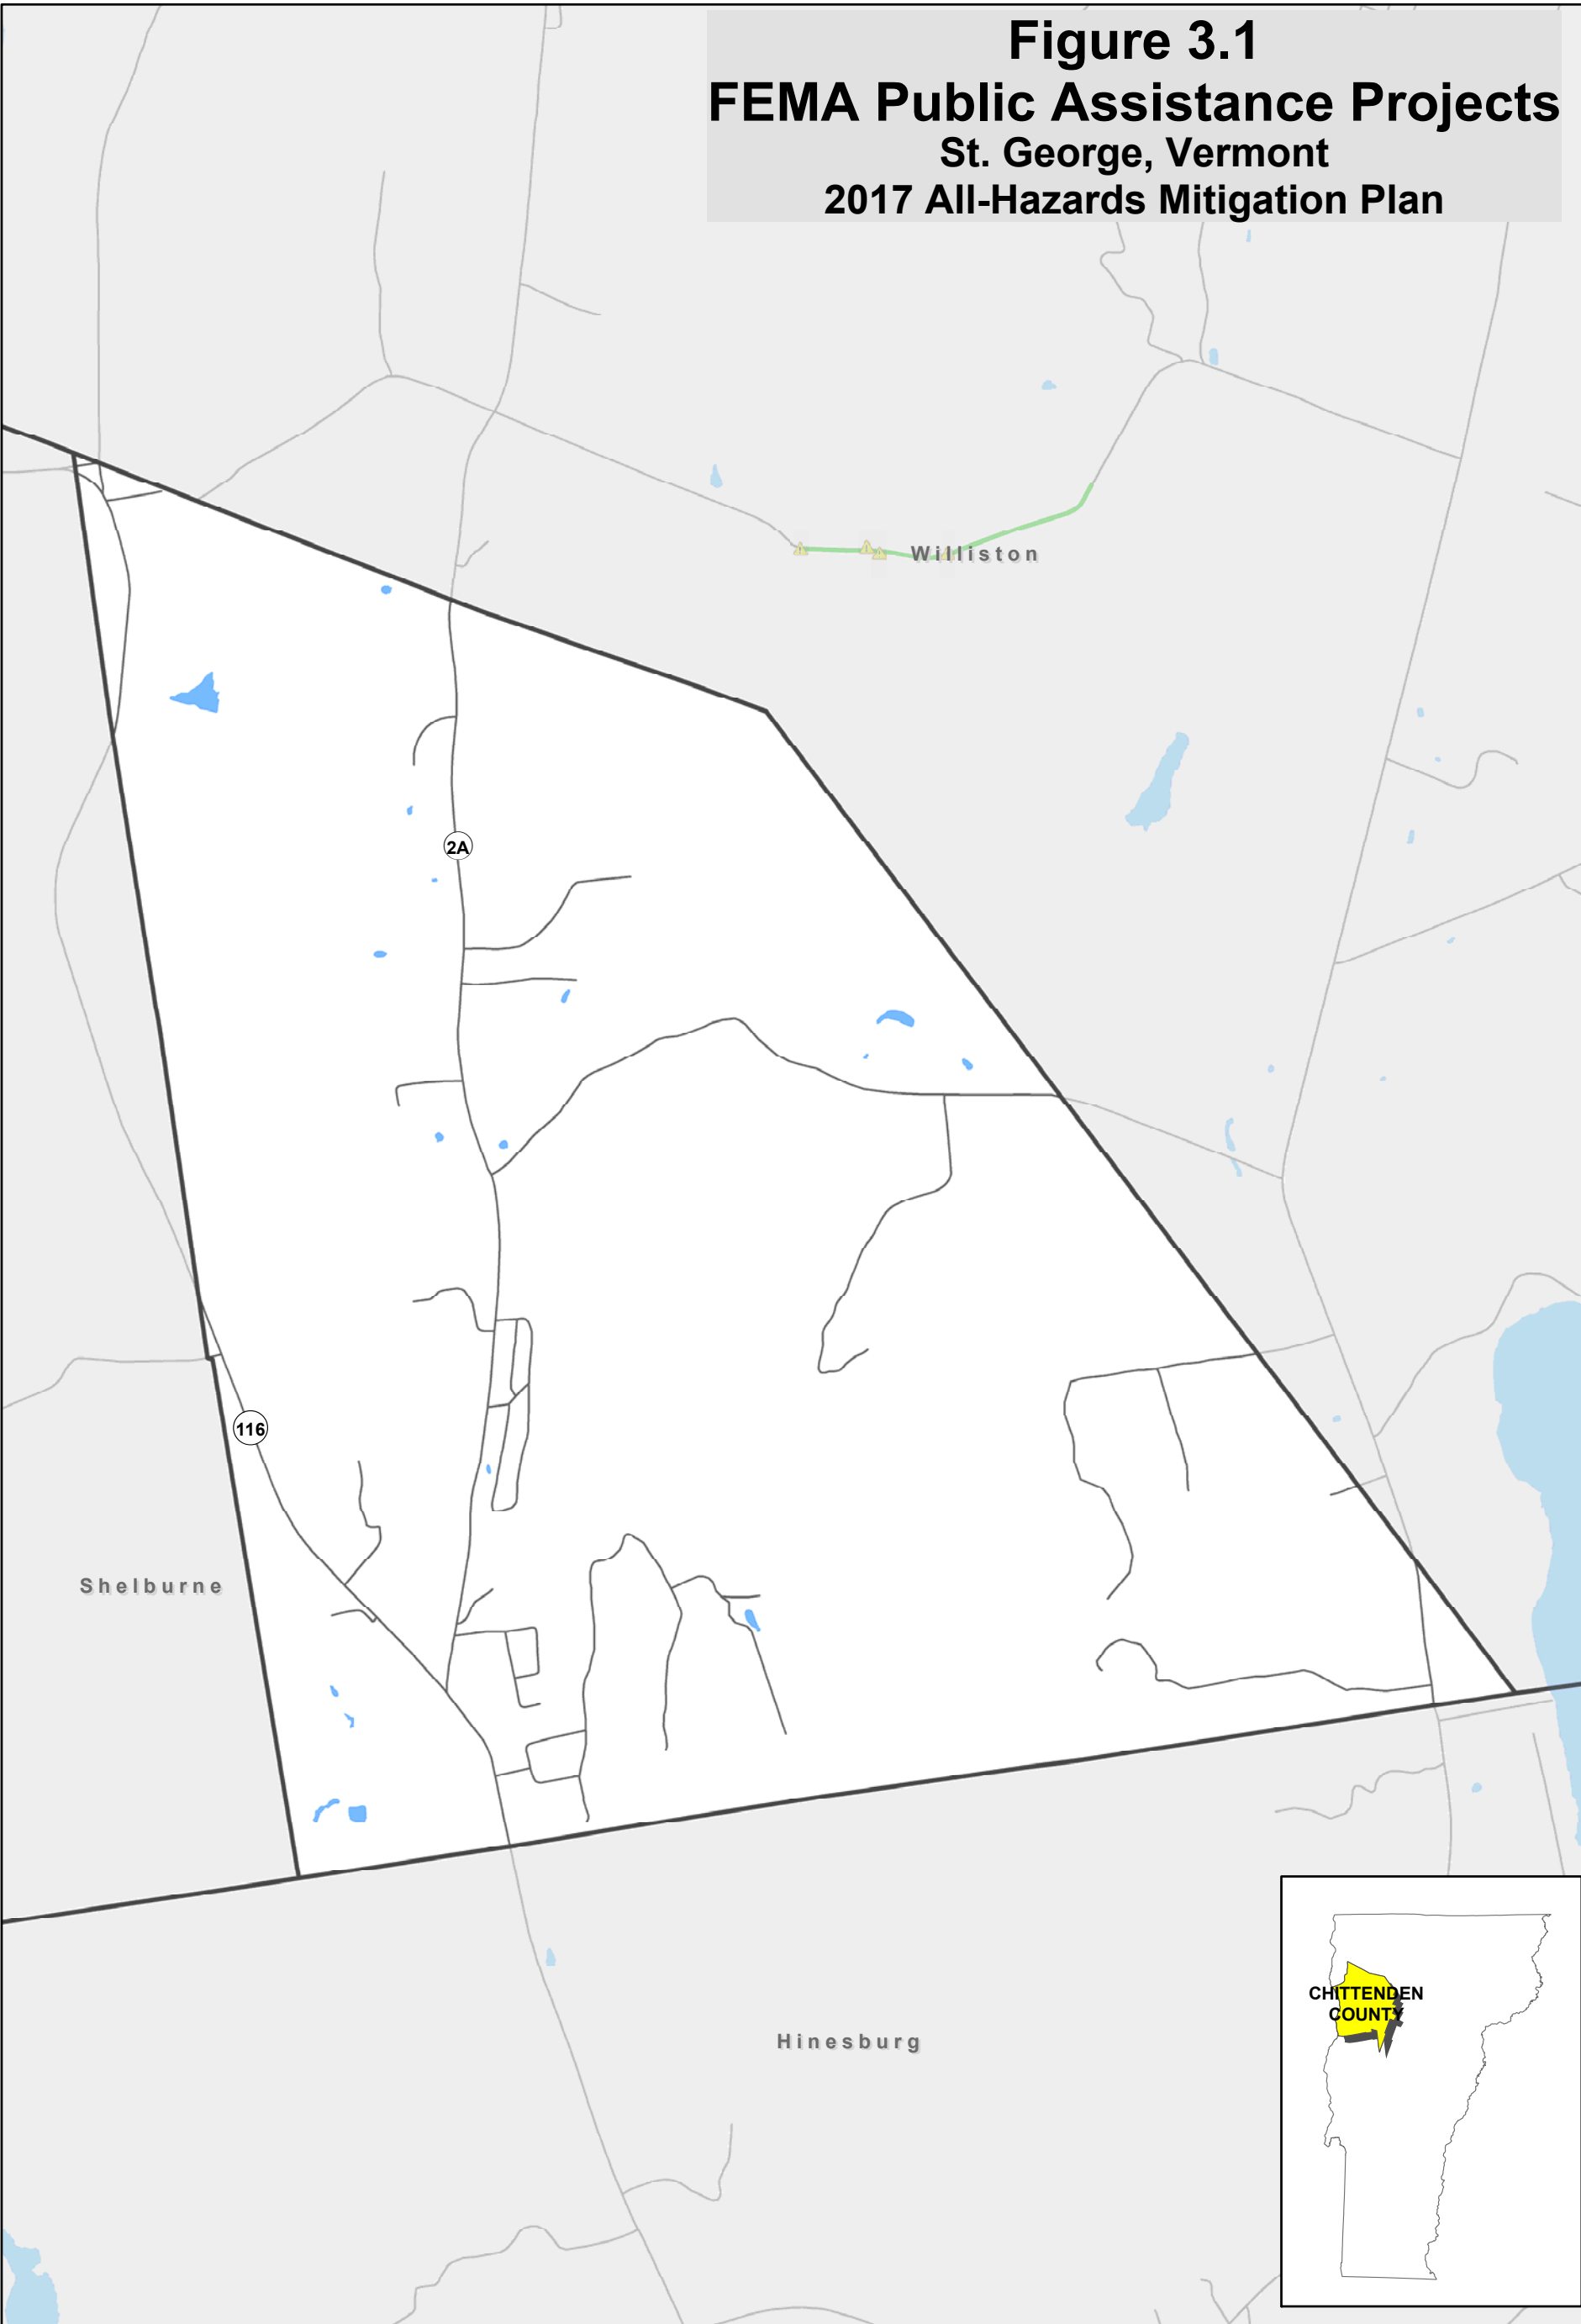 Figure 3.1
FEMA Public Assistance Projects
St. George, Vermont
2017 All-Hazards Mitigation Plan
Williston
2A
116
Shelburne
CHITTENDEN
COUNTY
Hinesburg